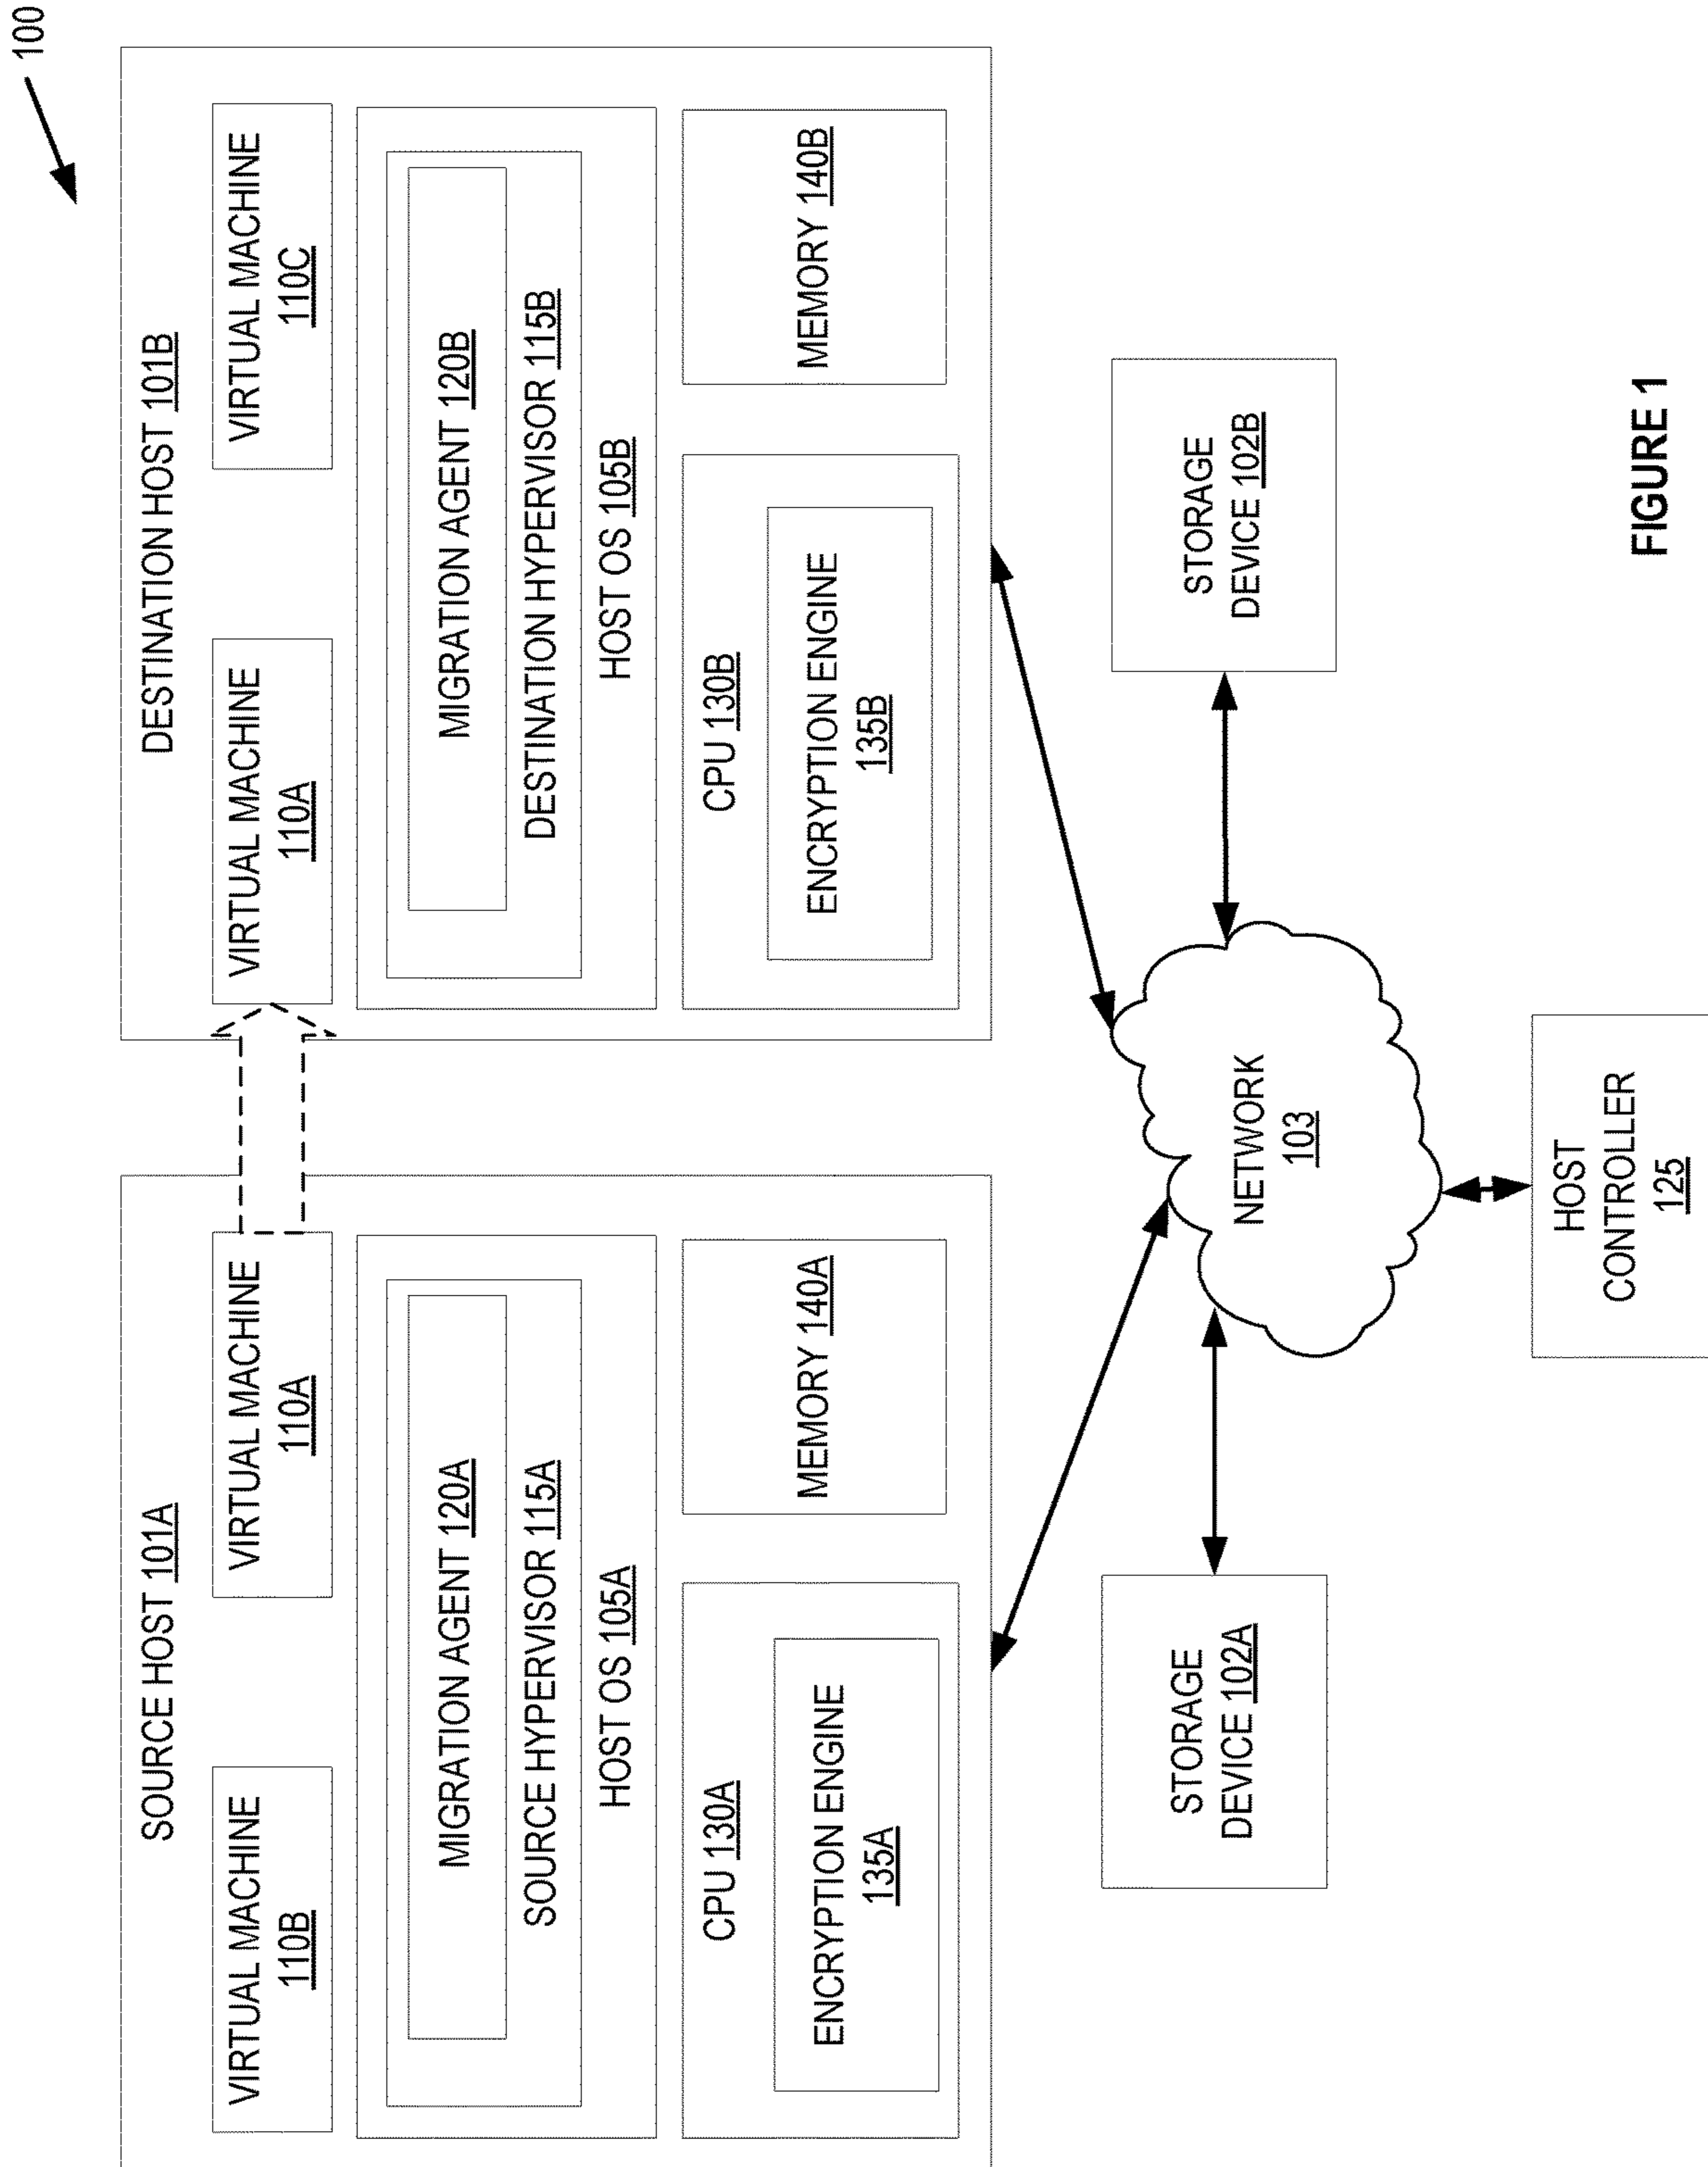 100
SOURCE HOST 101A
VIRTUAL MACHINE
110B
VIRTUAL MACHINE
110A
MIGRATION AGENT 120A
SOURCE HYPERVISOR 115A
HOST OS 105A
CPU 130A
ENCRYPTION ENGINE
135A
MEMORY 140A
DESTINATION HOST 101B
VIRTUAL MACHINE
110A
VIRTUAL MACHINE
110C
MIGRATION AGENT 120B
DESTINATION HYPERVISOR 115B
HOST OS 105B
CPU 130B
ENCRYPTION ENGINE
135B
MEMORY 140B
STORAGE
DEVICE 102A
NETWORK
103
STORAGE
DEVICE 102B
HOST
CONTROLLER
125
FIGURE 1